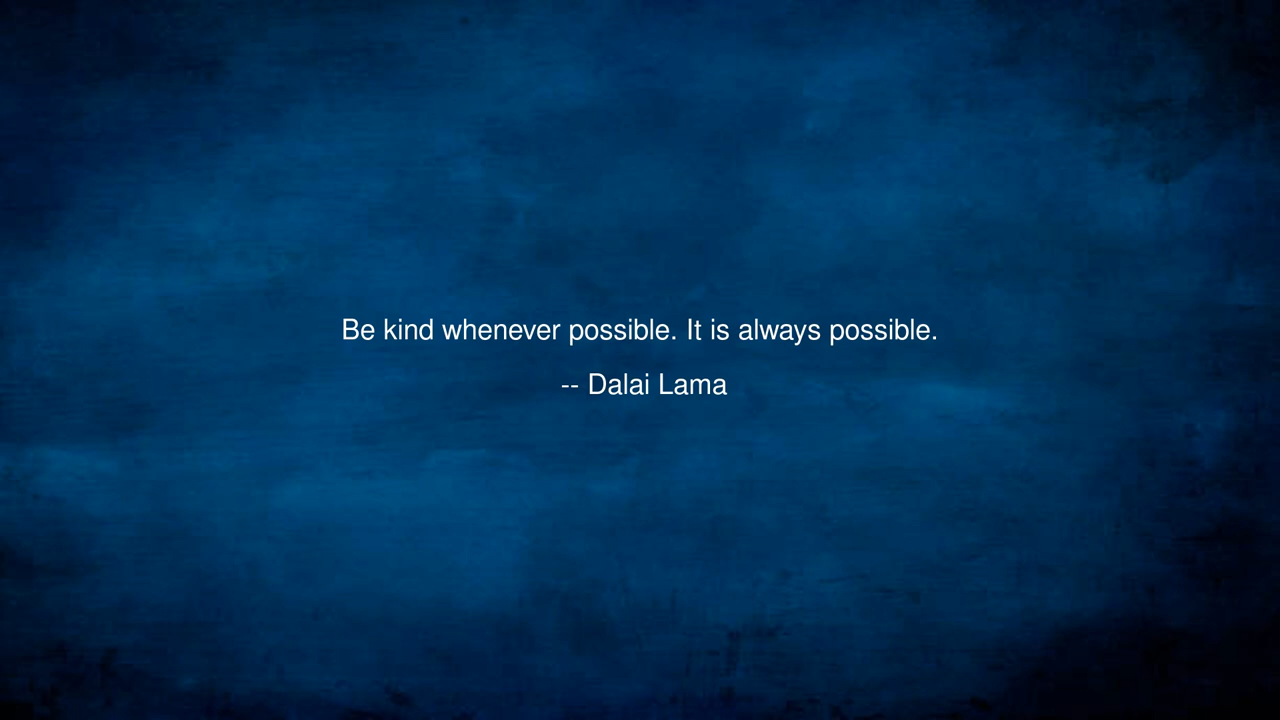 Be kind whenever possible. It is always possible.
-- Dalai Lama